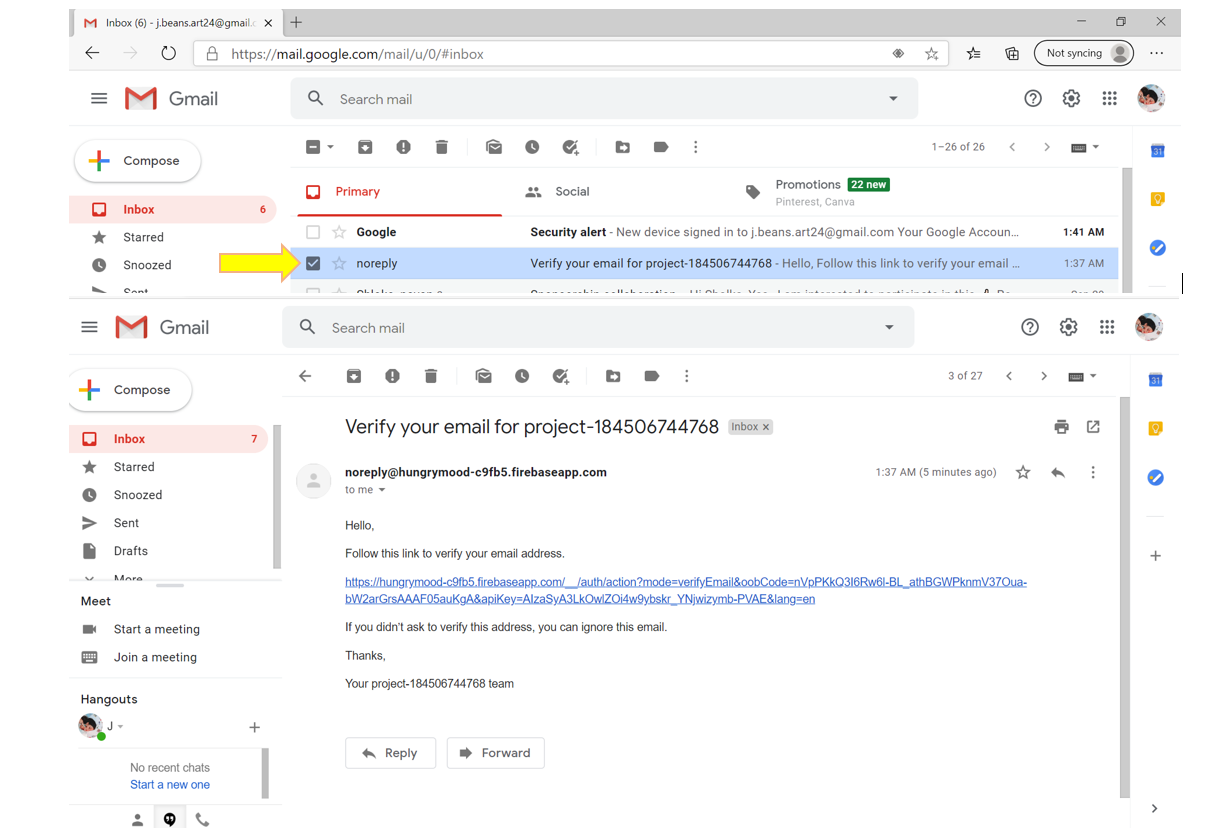 Inbox (6) - j.beans.art24@gmail.c
https://mail.google.com/mail/u/0/#inbox
Not syncing
Gmail
Search mail
Compose
1–26 of 26
Primary
Social
Promotions 22 new
Pinterest, Canva
Inbox 6
Starred
Snoozed
Google Security alert - New device signed in to j.beans.art24@gmail.com Your Google Accoun... 1:41 AM
noreply Verify your email for project-184506744768 - Hello, Follow this link to verify your email ... 1:37 AM
Gmail
Search mail
Compose
3 of 27
Inbox 7
Starred
Snoozed
Sent
Drafts
More
Meet
Start a meeting
Join a meeting
Hangouts
J
No recent chats
Start a new one
Verify your email for project-184506744768 Inbox x
noreply@hungrymood-c9fb5.firebaseapp.com 1:37 AM (5 minutes ago)
to me
Hello,
Follow this link to verify your email address.
https://hungrymood-c9fb5.firebaseapp.com/__/auth/action?mode=verifyEmail&oobCode=nVpPKkQ3I6Rw6l-BL_athBGWPknmV37Oua-
bW2arGrsAAAF05auKgA&apiKey=AIzaSyA3LkOwlZOi4w9ybskr_YNjwizymb-PVAE&lang=en
If you didn't ask to verify this address, you can ignore this email.
Thanks,
Your project-184506744768 team
Reply
Forward